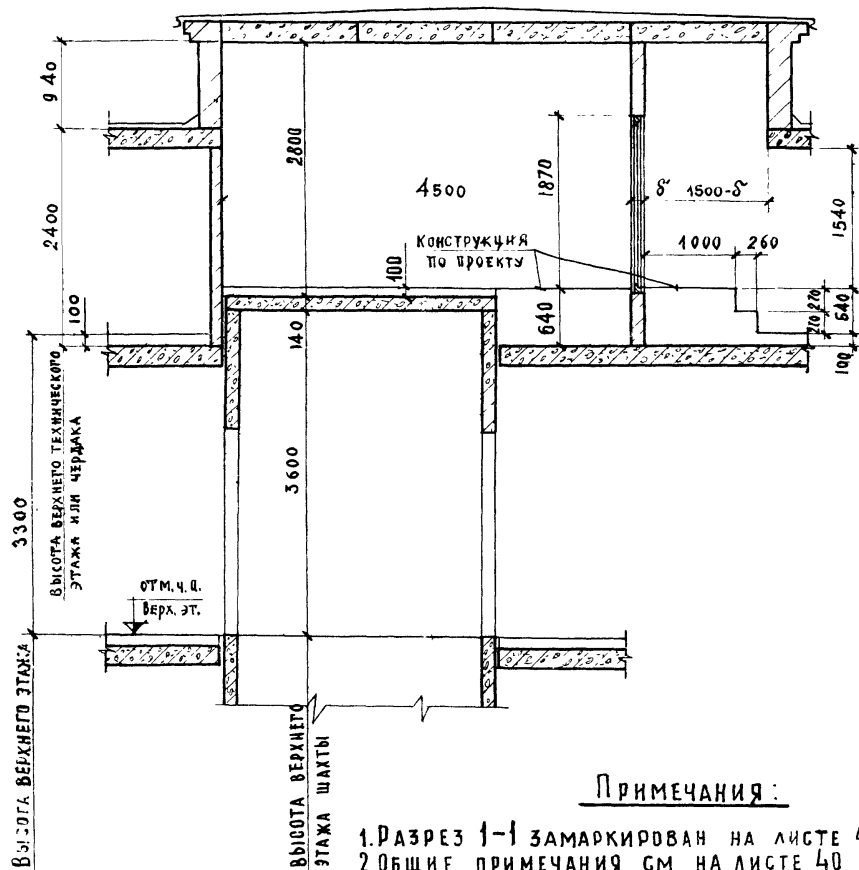 940
2400
100
3300
2800
4500
1870
δ 1500-δ
1540
1000 260
КОНСТРУКЦИЯ
ПО ПРОЕКТУ
100
640
270
270
640
100
140
3600
ВЫСОТА ВЕРХНЕГО ТЕХНИЧЕСКОГО
ЭТАЖА ИЛИ ЧЕРДАКА
ОТМ. Ч. П.
ВЕРХ. ЭТ.
ВЫСОТА ВЕРХНЕГО ЭТАЖА
ВЫСОТА ВЕРХНЕГО
ЭТАЖА ШАХТЫ
ПРИМЕЧАНИЯ:
1. РАЗРЕЗ 1-1 ЗАМАРКИРОВАН НА ЛИСТЕ
2 ОБЩИЕ ПРИМЕЧАНИЯ СМ НА ЛИСТЕ 40